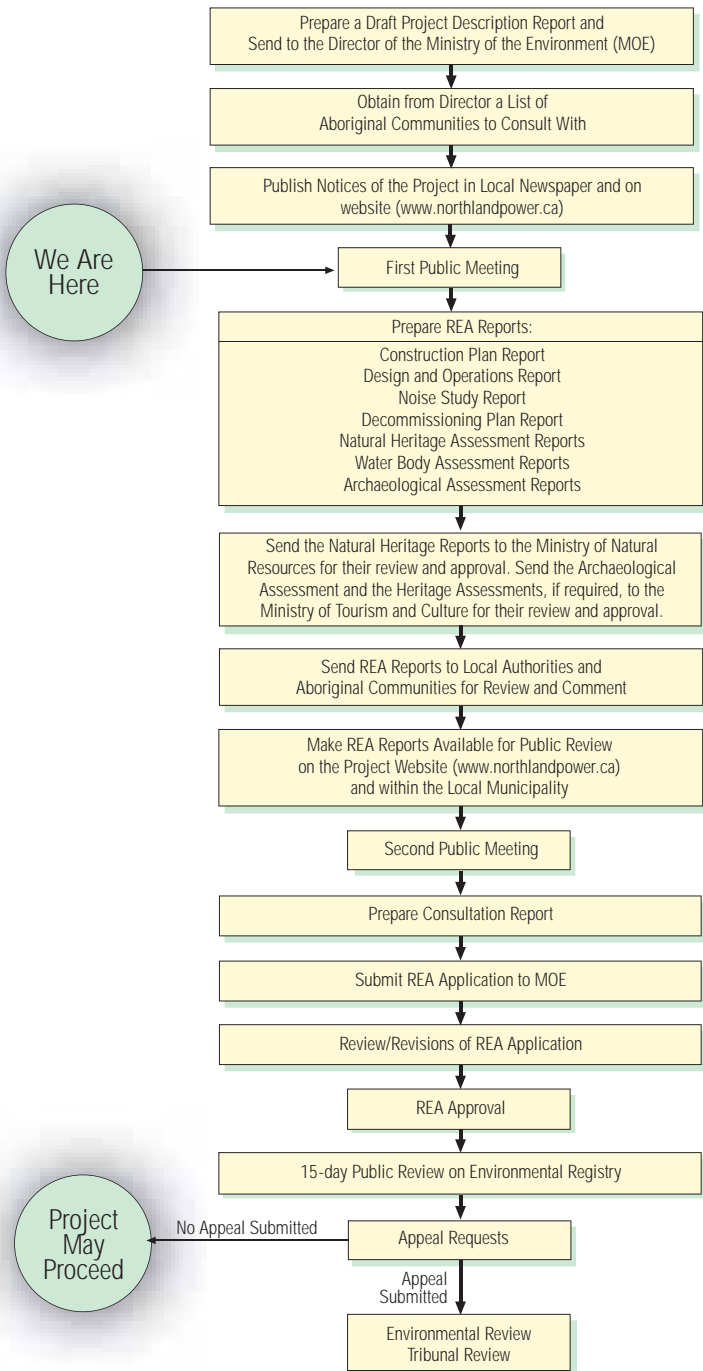 Prepare a Draft Project Description Report and
Send to the Director of the Ministry of the Environment (MOE)
Obtain from Director a List of
Aboriginal Communities to Consult With
Publish Notices of the Project in Local Newspaper and on
website (www.northlandpower.ca)
We Are
Here
First Public Meeting
Prepare REA Reports:
Construction Plan Report
Design and Operations Report
Noise Study Report
Decommissioning Plan Report
Natural Heritage Assessment Reports
Water Body Assessment Reports
Archaeological Assessment Reports
Send the Natural Heritage Reports to the Ministry of Natural
Resources for their review and approval. Send the Archaeological
Assessment and the Heritage Assessments, if required, to the
Ministry of Tourism and Culture for their review and approval.
Send REA Reports to Local Authorities and
Aboriginal Communities for Review and Comment
Make REA Reports Available for Public Review
on the Project Website (www.northlandpower.ca)
and within the Local Municipality
Second Public Meeting
Prepare Consultation Report
Submit REA Application to MOE
Review/Revisions of REA Application
REA Approval
15-day Public Review on Environmental Registry
Project
May
Proceed
No Appeal Submitted
Appeal Requests
Appeal
Submitted
Environmental Review
Tribunal Review